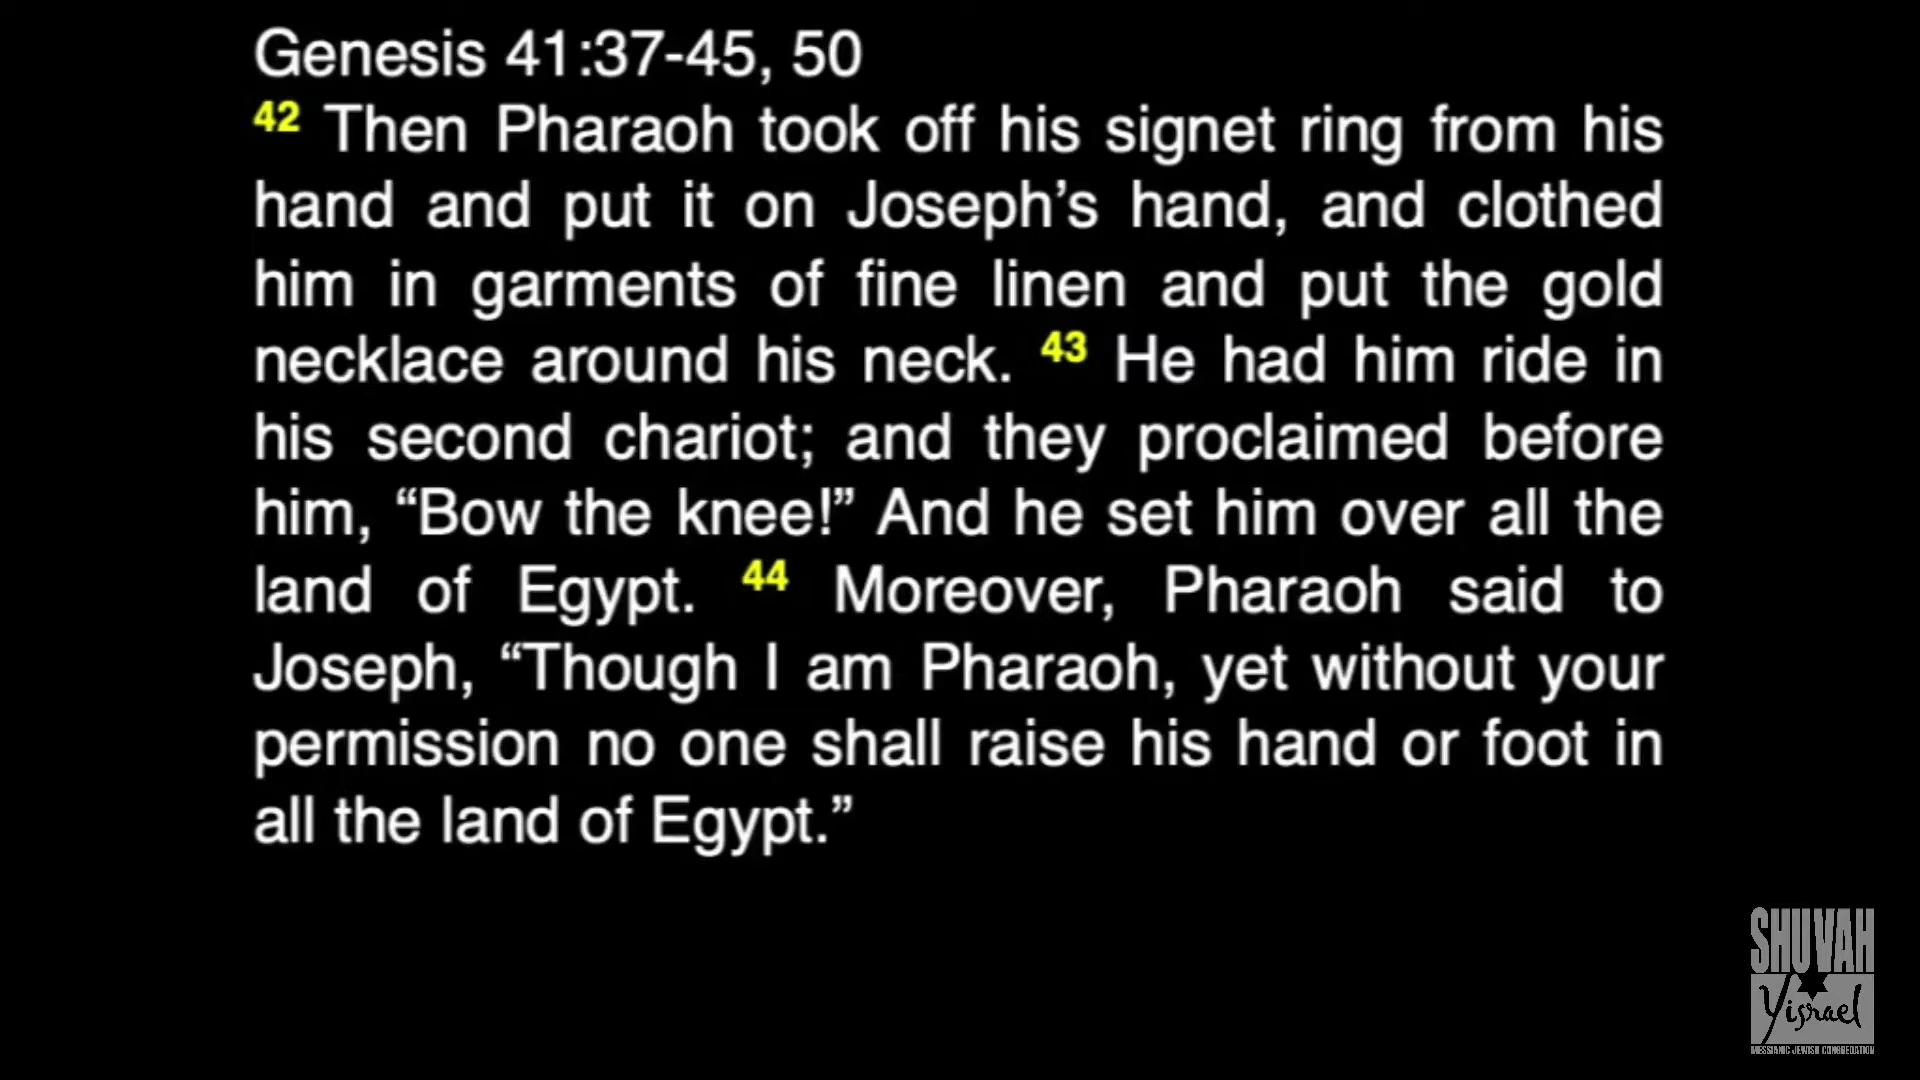 Genesis 41:37-45, 50
42 Then Pharaoh took off his signet ring from his
hand and put it on Joseph’s hand, and clothed
him in garments of fine linen and put the gold
necklace around his neck. 43 He had him ride in
his second chariot; and they proclaimed before
him, “Bow the knee!” And he set him over all the
land of Egypt. 44 Moreover, Pharaoh said to
Joseph, “Though I am Pharaoh, yet without your
permission no one shall raise his hand or foot in
all the land of Egypt.”
SHUVAH
Yisrael
MESSIANIC JEWISH CONGREGATION